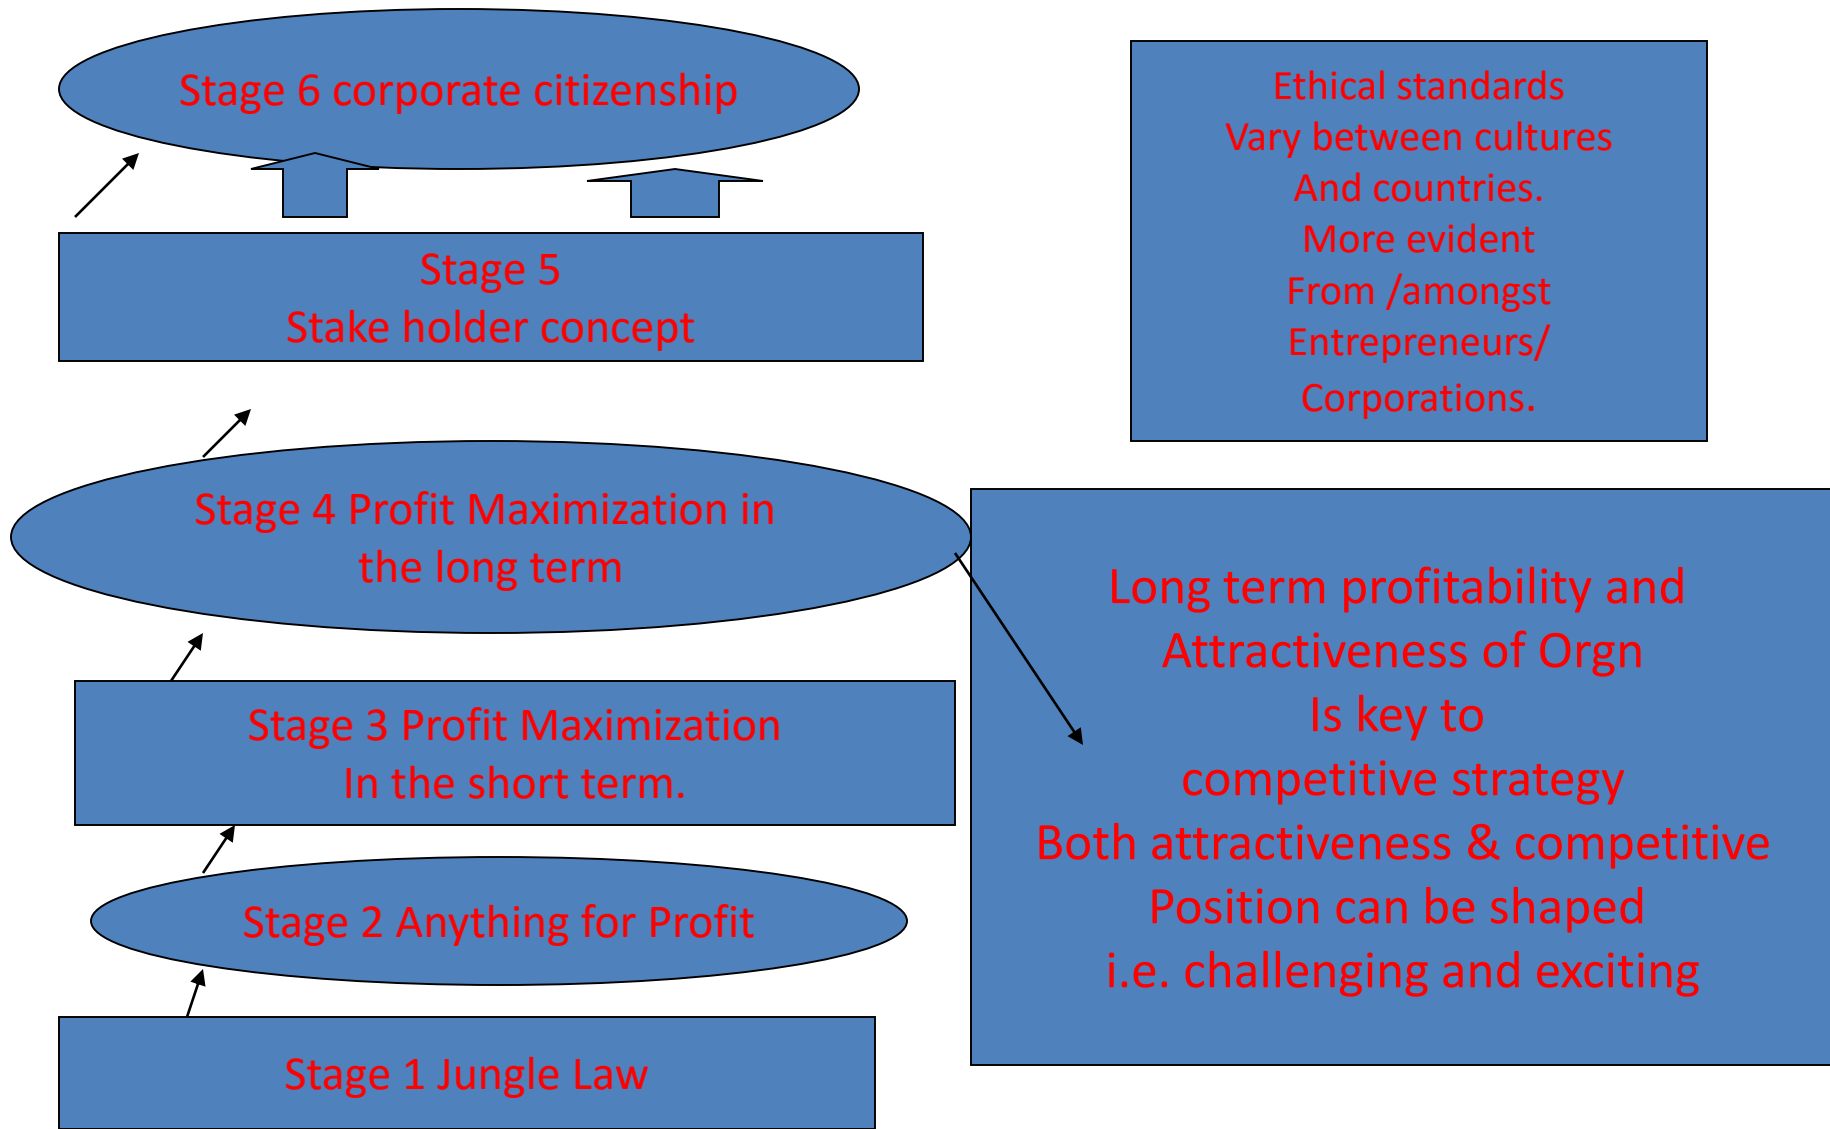 Stage 6 corporate citizenship
Stage 5
Stake holder concept
Stage 4 Profit Maximization in
the long term
Stage 3 Profit Maximization
In the short term.
Stage 2 Anything for Profit
Stage 1 Jungle Law
Ethical standards
Vary between cultures
And countries.
More evident
From /amongst
Entrepreneurs/
Corporations.
Long term profitability and
Attractiveness of Orgn
Is key to
competitive strategy
Both attractiveness & competitive
Position can be shaped
i.e. challenging and exciting